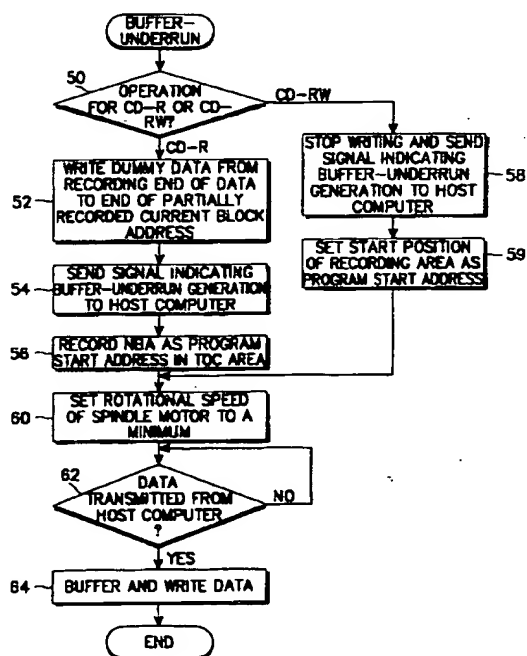 BUFFER-
UNDERRUN
50
OPERATION
FOR CD-R OR CD-
RW?
CD-RW
CD-R
52
WRITE DUMMY DATA FROM
RECORDING END OF DATA
TO END OF PARTIALLY
RECORDED CURRENT BLOCK
ADDRESS
STOP WRITING AND SEND
SIGNAL INDICATING
BUFFER-UNDERRUN
GENERATION TO HOST
COMPUTER
58
54
SEND SIGNAL INDICATING
BUFFER-UNDERRUN GENERATION
TO HOST COMPUTER
SET START POSITION
OF RECORDING AREA AS
PROGRAM START ADDRESS
59
56
RECORD NBA AS PROGRAM
START ADDRESS IN TOC AREA
60
SET ROTATIONAL SPEED
OF SPINDLE MOTOR TO A
MINIMUM
62
DATA
TRANSMITTED FROM
HOST COMPUTER
?
NO
YES
64
BUFFER AND WRITE DATA
END